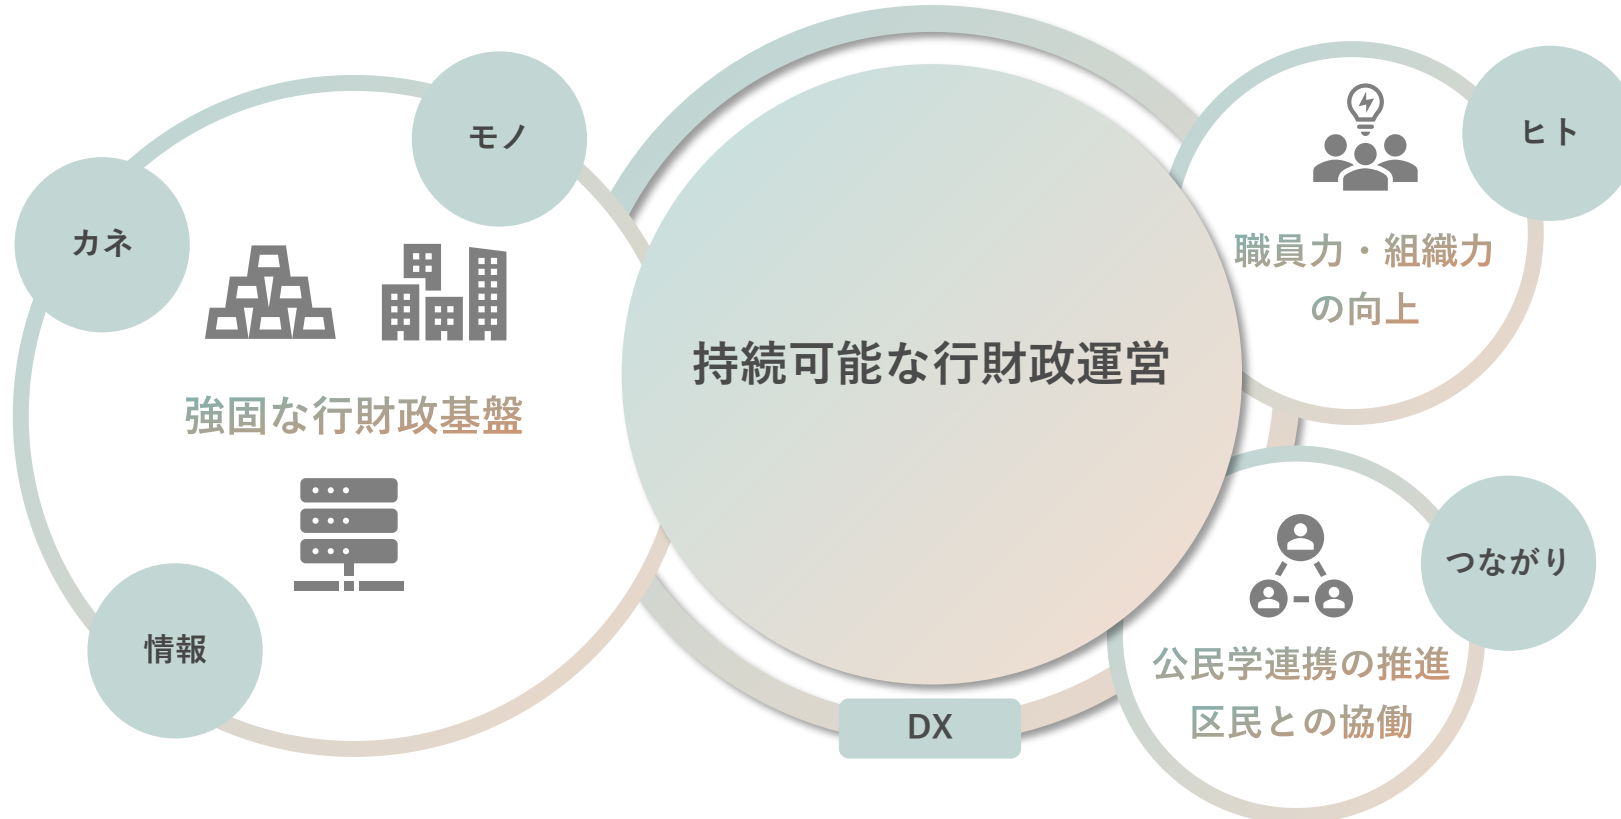 モノ
カネ
強固な行財政基盤
情報
持続可能な行財政運営
DX
ヒト
職員力・組織力
の向上
つながり
公民学連携の推進
区民との協働